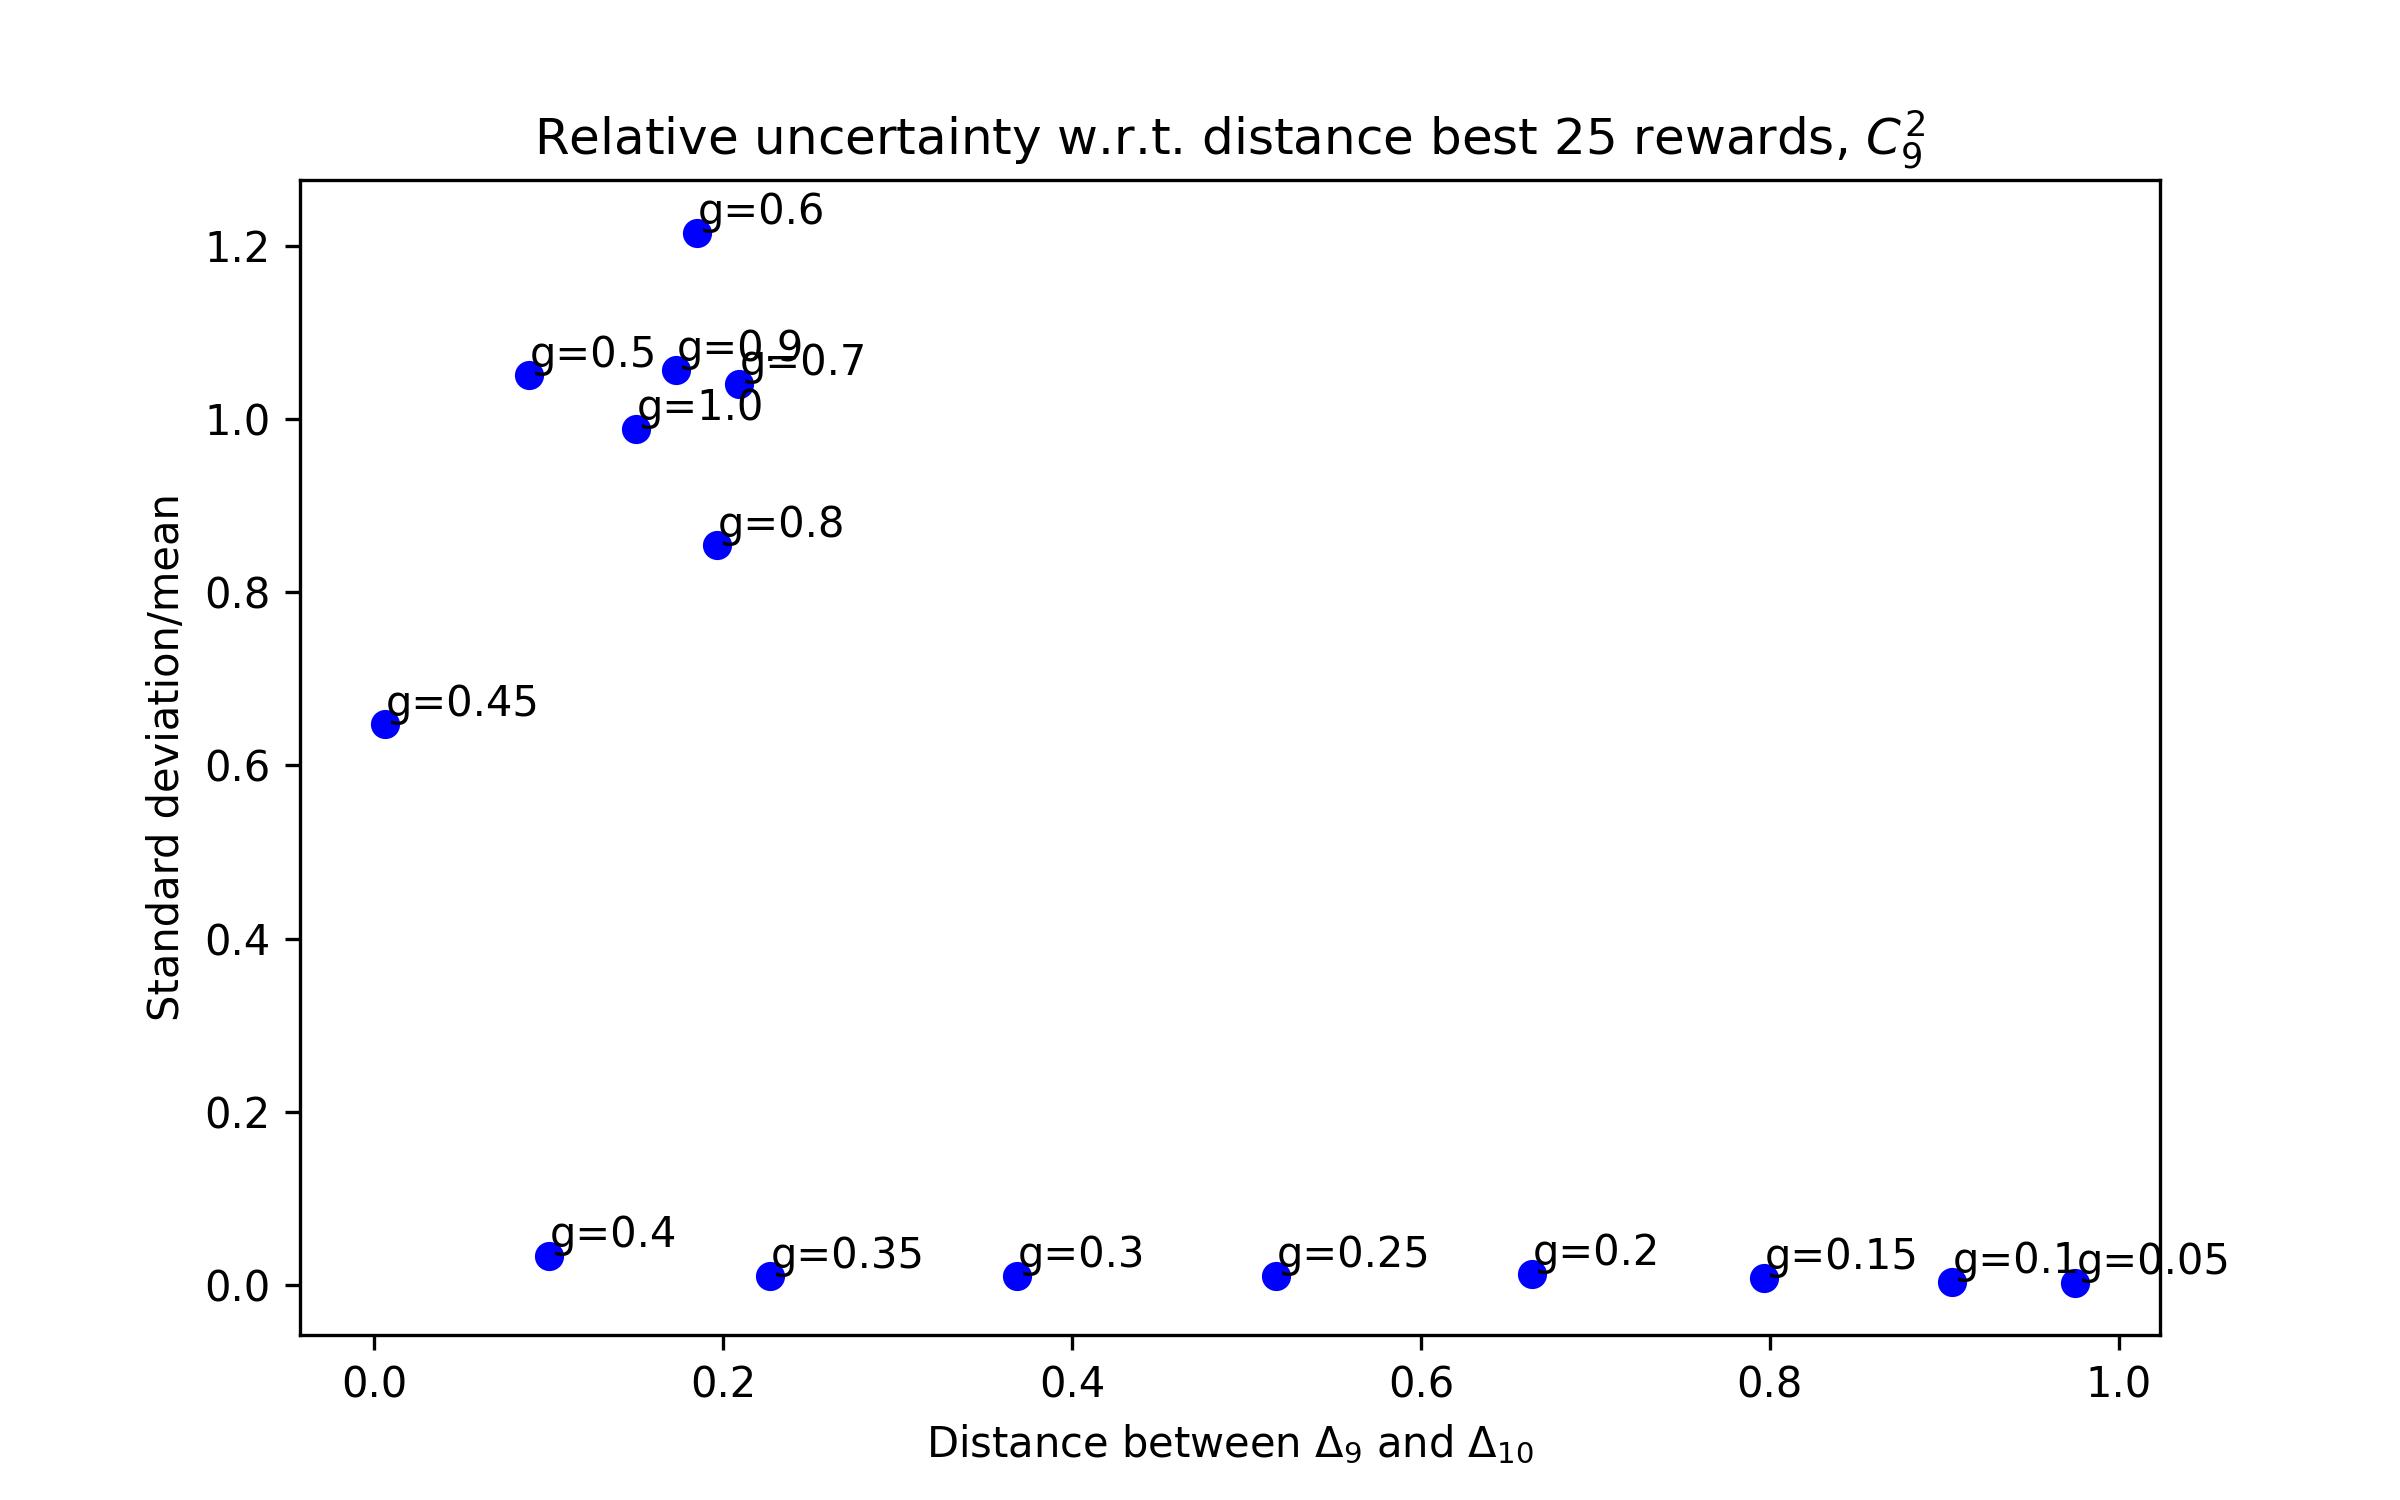 Relative uncertainty w.r.t. distance best 25 rewards, $C_9^2$
Standard deviation/mean
1.2
1.0
0.8
0.6
0.4
0.2
0.0
g=0.6
g=0.5
g=0.9
g=0.7
g=1.0
g=0.8
g=0.45
g=0.4
g=0.35
g=0.3
g=0.25
g=0.2
g=0.15
g=0.1
g=0.05
0.0 0.2 0.4 0.6 0.8 1.0
Distance between Δ₉ and Δ₁₀